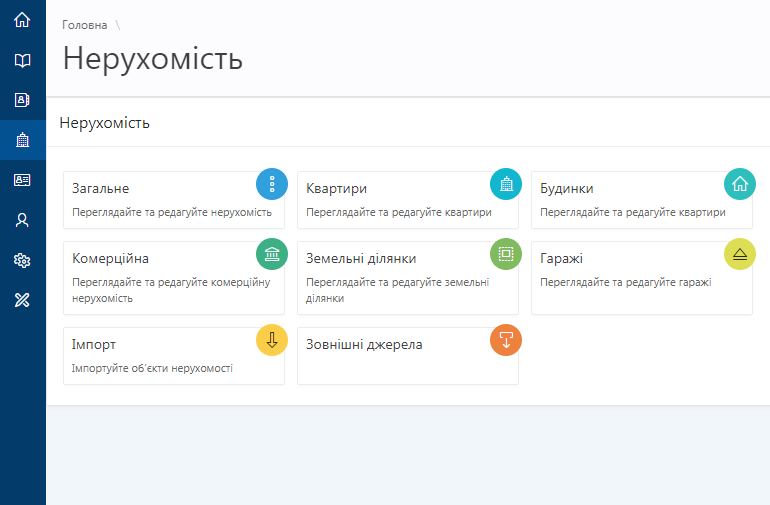 Головна \
Нерухомість
Нерухомість
Загальне
Переглядайте та редагуйте нерухомість
Квартири
Переглядайте та редагуйте квартири
Будинки
Переглядайте та редагуйте квартири
Комерційна
Переглядайте та редагуйте комерційну
нерухомість
Земельні ділянки
Переглядайте та редагуйте земельні
ділянки
Гаражі
Переглядайте та редагуйте гаражі
Імпорт
Імпортуйте об'єкти нерухомості
Зовнішні джерела